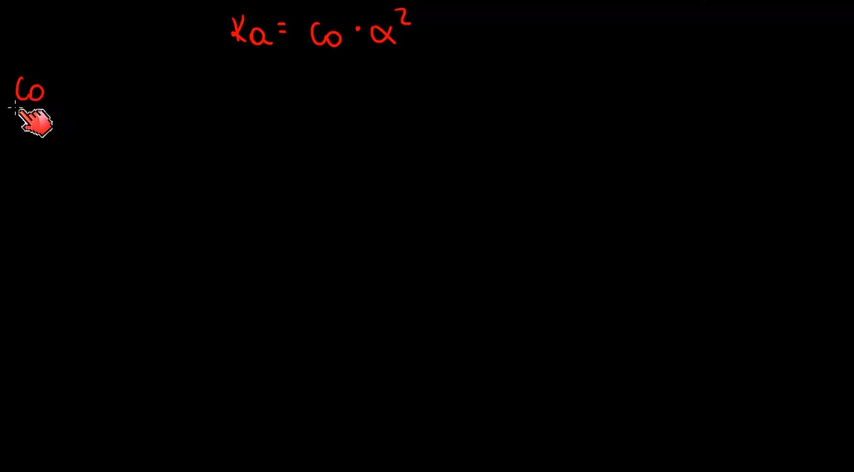 Ka = Co · α²
Co